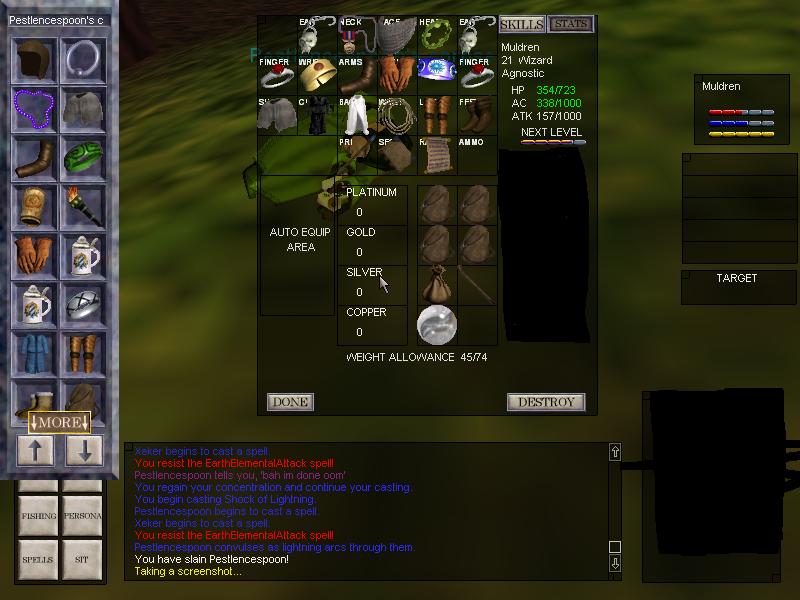 Pestlencespoon's c
EAR NECK FACE HEAD EAR
FINGER WRIST ARMS FINGER
PRI SE AMMO
SKILLS STATS
Muldren
21 Wizard
Agnostic
HP 354/723
AC 338/1000
ATK 157/1000
NEXT LEVEL
Muldren
TARGET
AUTO EQUIP
AREA
PLATINUM
0
GOLD
0
SILVER
0
COPPER
0
WEIGHT ALLOWANCE 45/74
DONE
DESTROY
MORE
FISHING PERSONA
SPELLS SIT
Xeker begins to cast a spell.
You resist the EarthElementalAttack spell!
Pestlencespoon tells you, 'bah im done oom'
You regain your concentration and continue your casting.
You begin casting Shock of Lightning.
Pestlencespoon begins to cast a spell.
Xeker begins to cast a spell.
You resist the EarthElementalAttack spell!
Pestlencespoon convulses as lightning arcs through them.
You have slain Pestlencespoon!
Taking a screenshot...